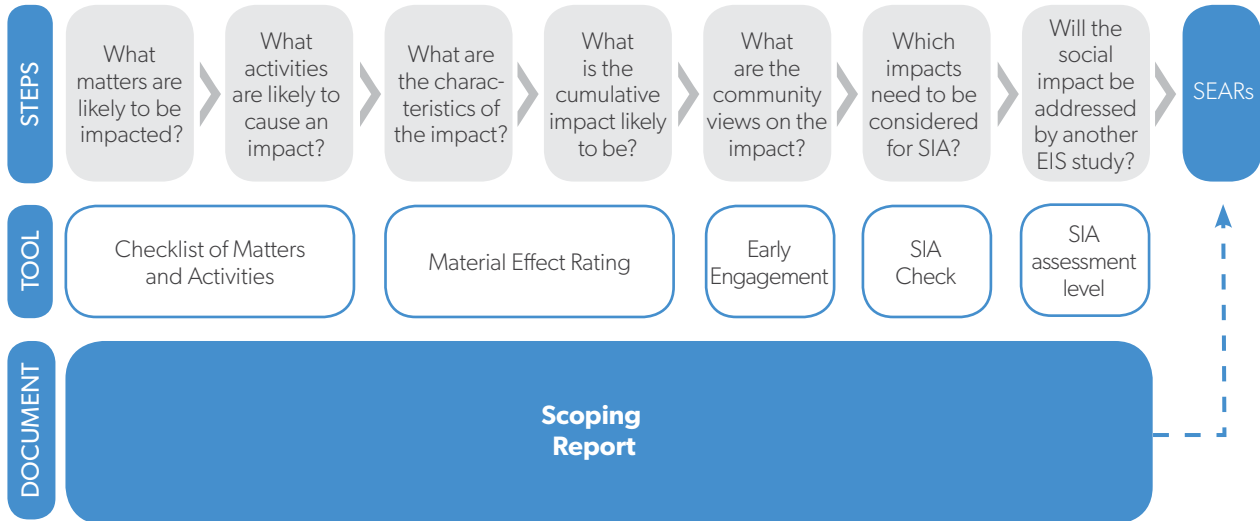 STEPS
What
matters are
likely to be
impacted?
What
activities
are likely to
cause an
impact?
What are
the charac-
teristics of
the impact?
What
is the
cumulative
impact likely
to be?
What
are the
community
views on the
impact?
Which
impacts
need to be
considered
for SIA?
Will the
social
impact be
addressed
by another
EIS study?
SEARs
TOOL
Checklist of Matters
and Activities
Material Effect Rating
Early
Engagement
SIA
Check
SIA
assessment
level
DOCUMENT
Scoping
Report